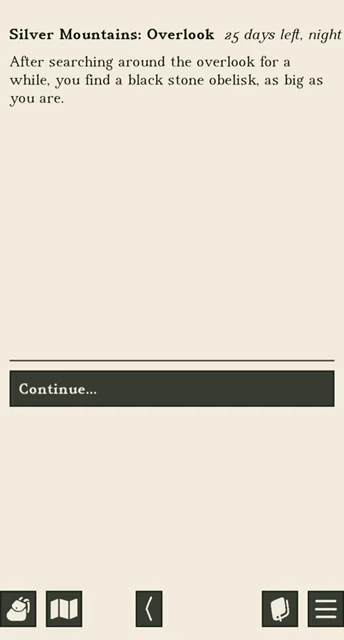 Silver Mountains: Overlook 25 days left, night
After searching around the overlook for a
while, you find a black stone obelisk, as big as
you are.
Continue...